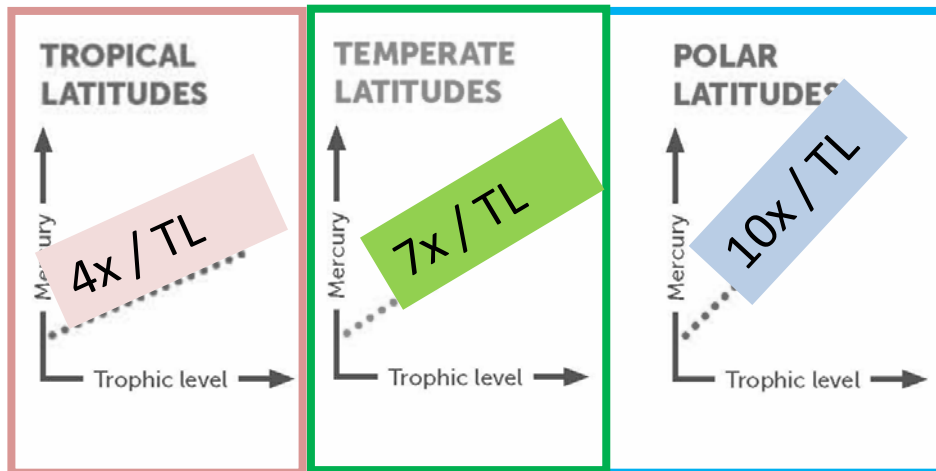 TROPICAL
LATITUDES
Mercury
4x / TL
Trophic level
TEMPERATE
LATITUDES
Mercury
7x / TL
Trophic level
POLAR
LATITUDES
Mercury
10x / TL
Trophic level